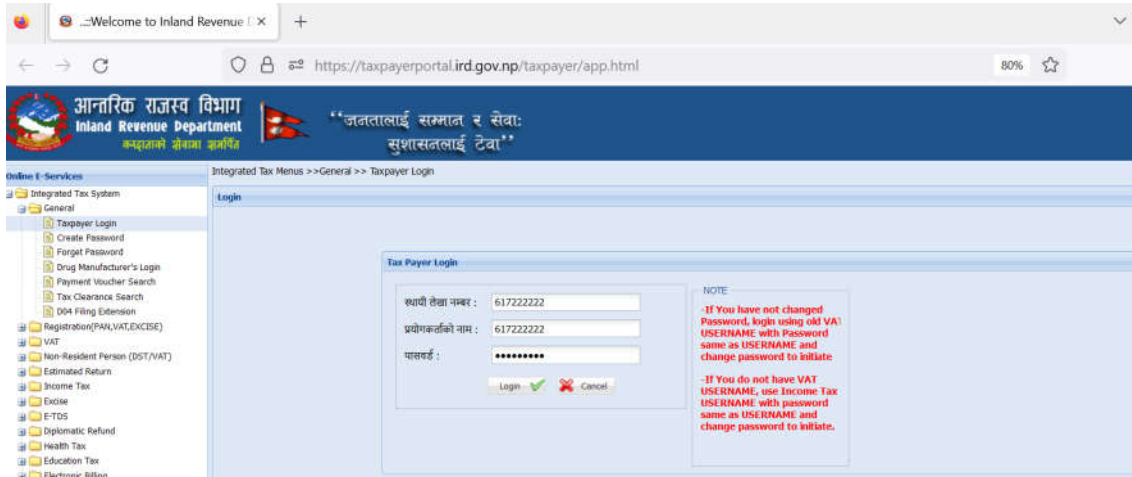 ..::Welcome to Inland Revenue D
https://taxpayerportal.ird.gov.np/taxpayer/app.html
80%
आन्तरिक राजस्व विभाग
Inland Revenue Department
करदाताको सेवामा समर्पित
“जनतालाई सम्मान र सेवाः
सुशासनलाई टेवा”
Online E-Services
Integrated Tax System
General
Taxpayer Login
Create Password
Forget Password
Drug Manufacturer's Login
Payment Voucher Search
Tax Clearance Search
D04 Filing Extension
Registration(PAN,VAT,EXCISE)
VAT
Non-Resident Person (DST/VAT)
Estimated Return
Income Tax
Excise
E-TDS
Diplomatic Refund
Health Tax
Education Tax
Electronic Billing
Integrated Tax Menus >>General >> Taxpayer Login
Login
Tax Payer Login
स्थायी लेखा नम्बर : 617222222
प्रयोगकर्ताको नाम : 617222222
पासवर्ड : •••••••••
Login Cancel
NOTE
-If You have not changed
Password, login using old VAT
USERNAME with Password
same as USERNAME and
change password to initiate
-If You do not have VAT
USERNAME, use Income Tax
USERNAME with password
same as USERNAME and
change password to initiate.